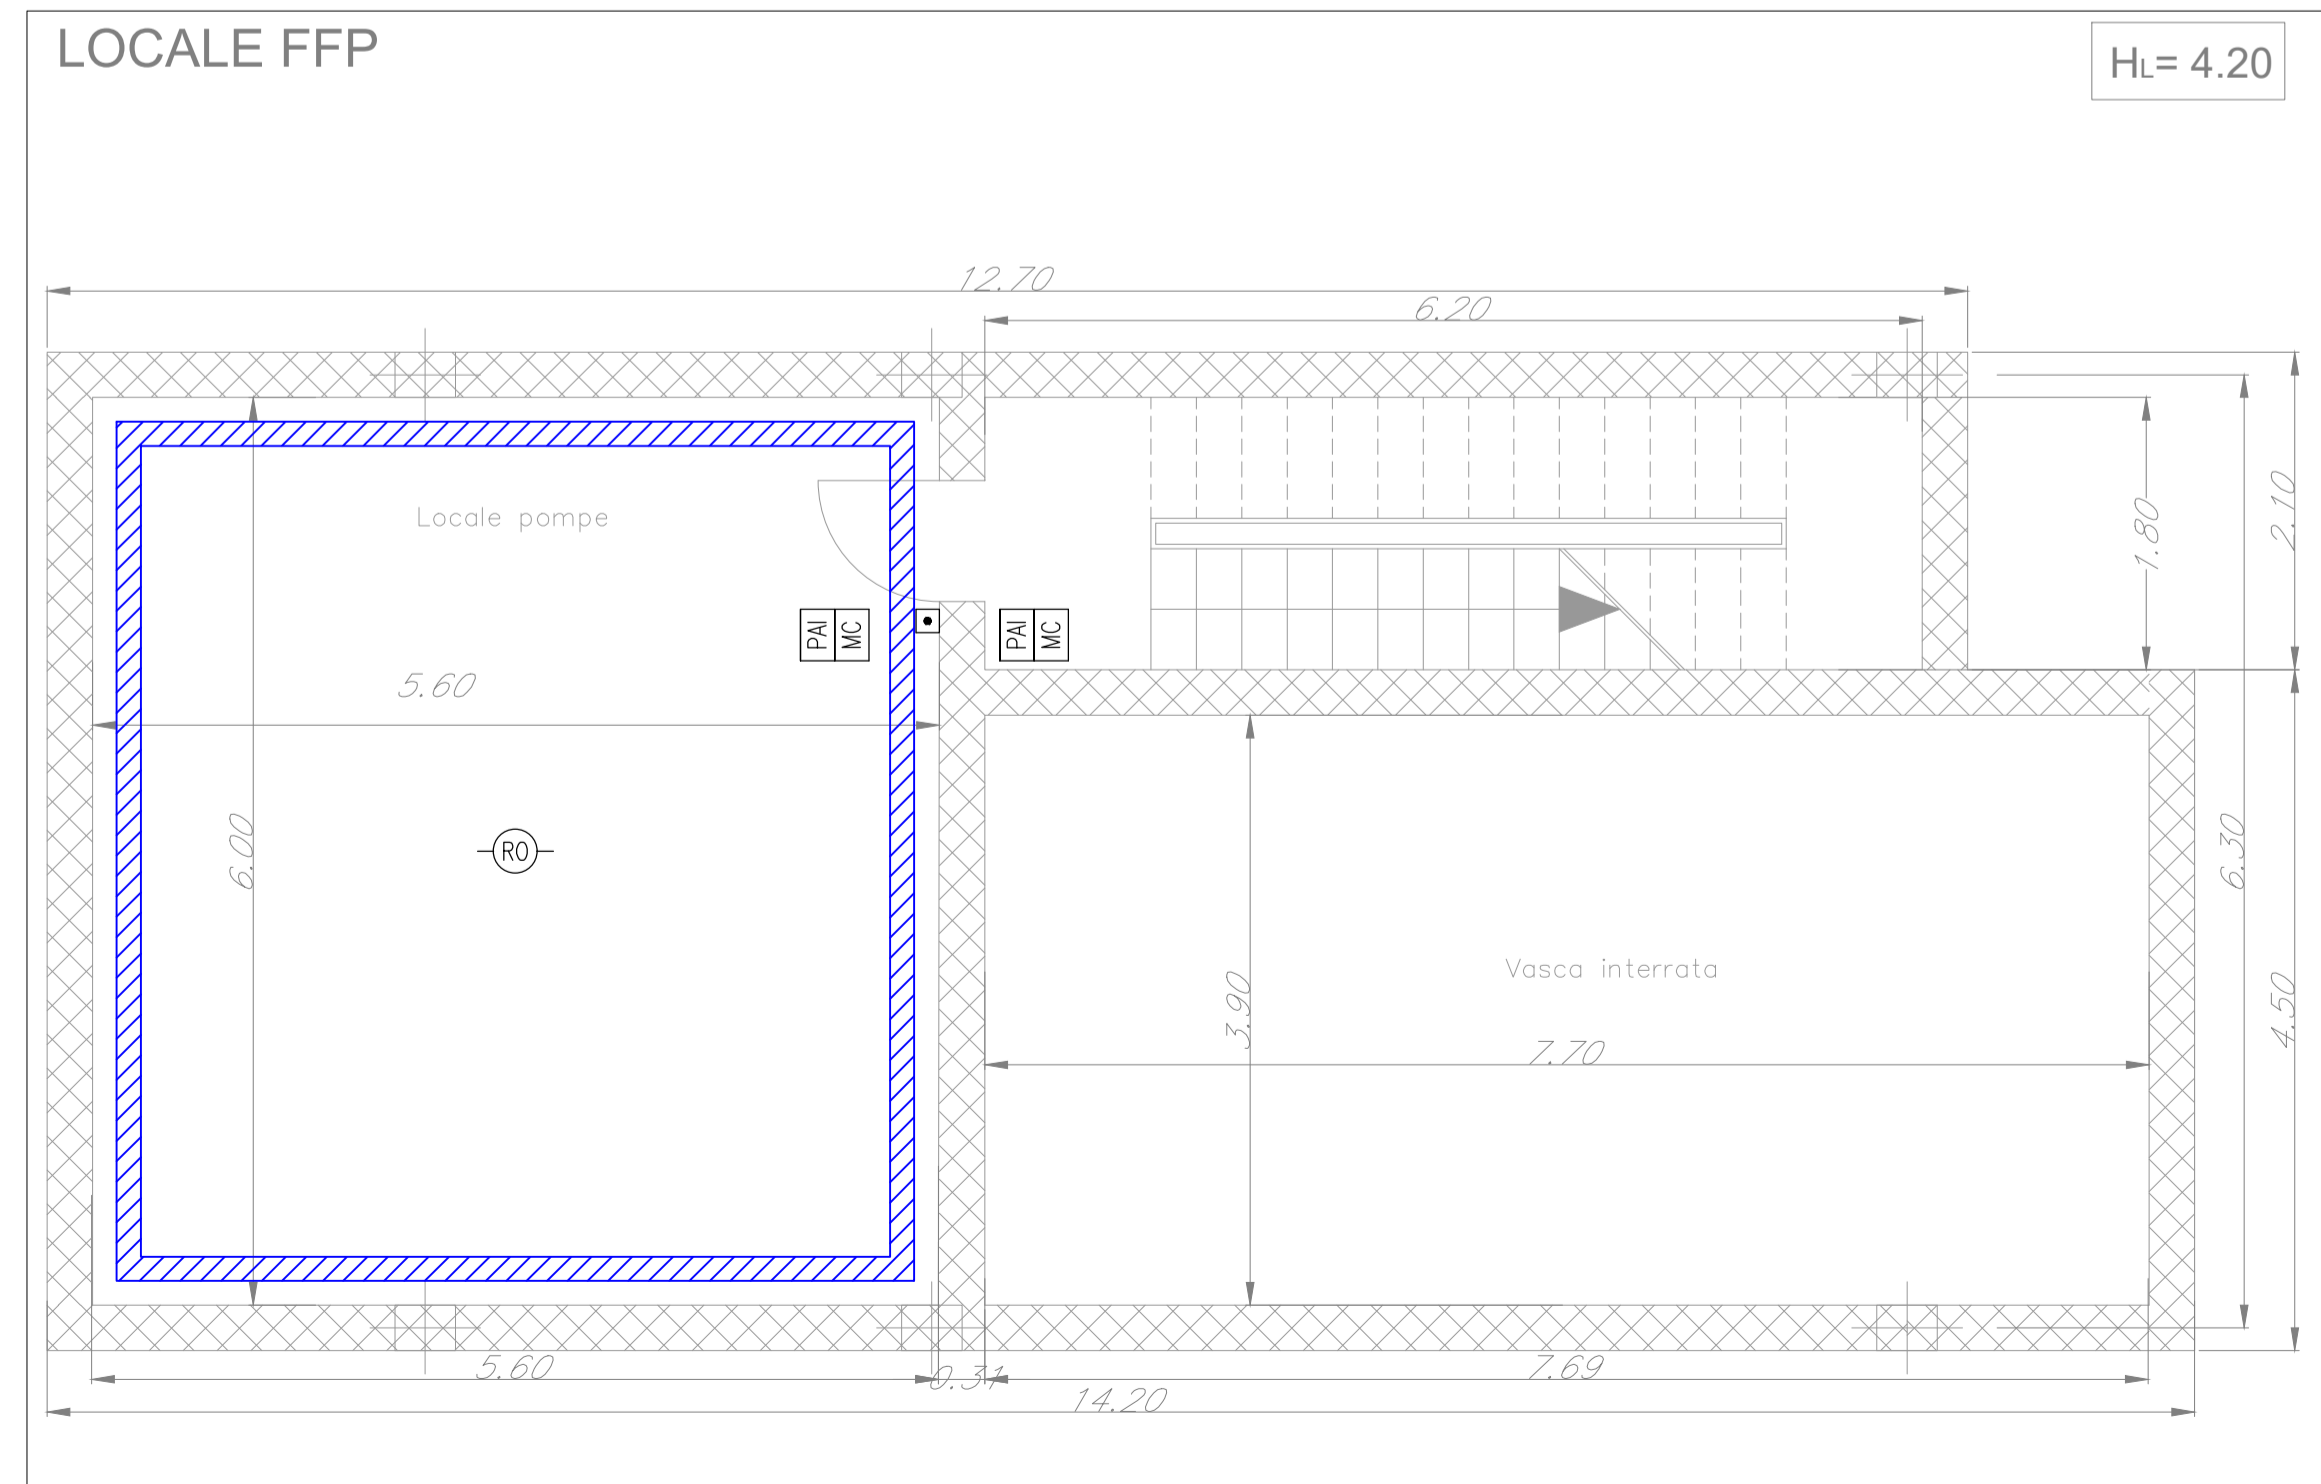 LOCALE FFP
HL= 4.20
12.70
6.20
Locale pompe
1.80
2.10
PAI
MC
PAI
MC
5.60
6.00
RO
6.30
Vasca interrata
3.90
4.50
7.70
5.60
0.31
7.69
14.20